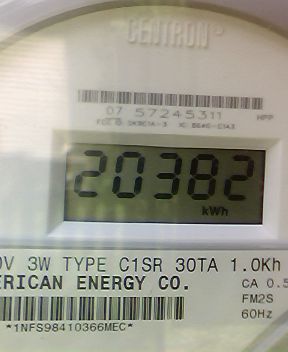 CENTRON®
07 57245311
HPP
20382
kWh
0V 3W TYPE C1SR 30TA 1.0Kh
ERICAN ENERGY CO.
CA 0.5
FM2S
60Hz
*1NFS98410366MEC*